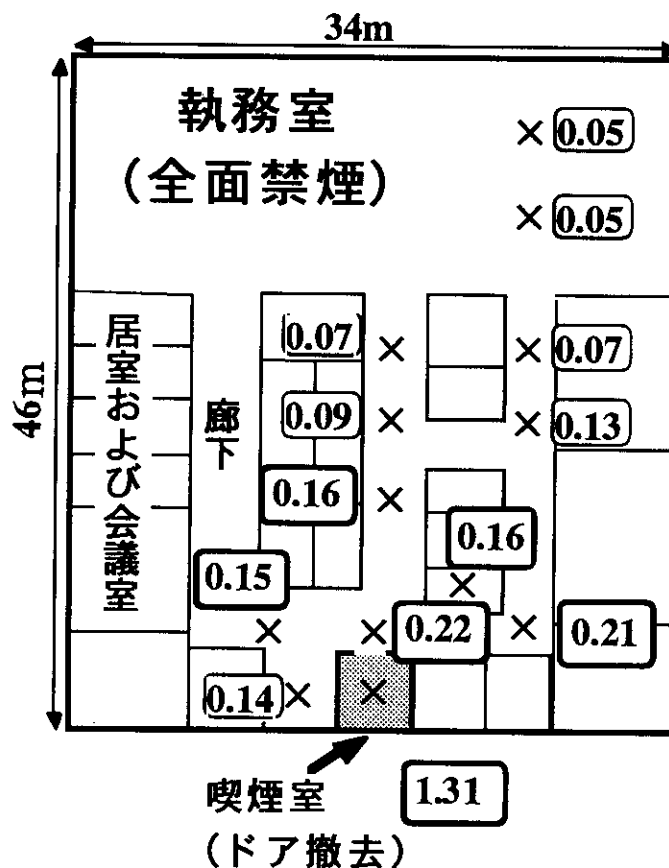 34m
執務室
(全面禁煙)
46m
× 0.05
× 0.05
居室および会議室
廊下
0.07 ×
× 0.07
0.09 ×
× 0.13
0.16 ×
0.16
×
0.15
×
× 0.22
× 0.21
0.14 ×
×
喫煙室
(ドア撤去)
1.31